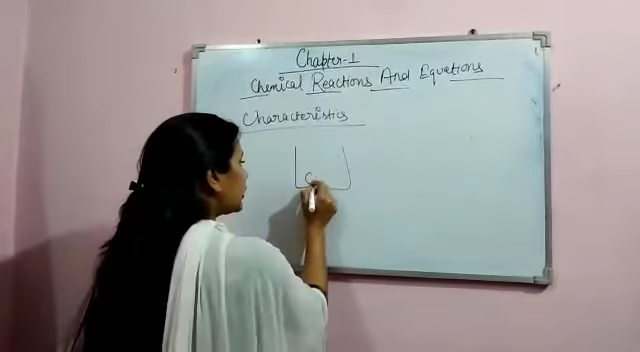 Chapter-1
Chemical Reactions And Equations
Characteristics